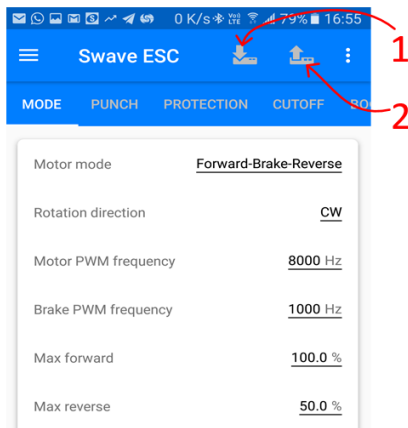 0 K/s 79% 16:55
Swave ESC
1
2
MODE PUNCH PROTECTION CUTOFF BO
Motor mode Forward-Brake-Reverse
Rotation direction CW
Motor PWM frequency 8000 Hz
Brake PWM frequency 1000 Hz
Max forward 100.0 %
Max reverse 50.0 %